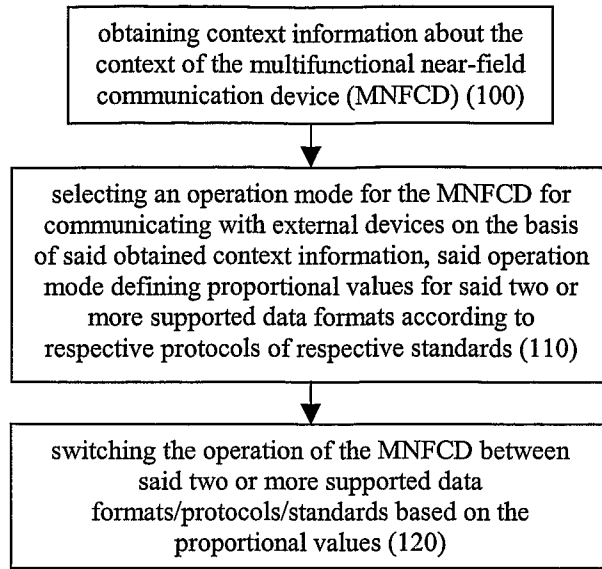 obtaining context information about the
context of the multifunctional near-field
communication device (MNFCD) (100)
selecting an operation mode for the MNFCD for
communicating with external devices on the basis
of said obtained context information, said operation
mode defining proportional values for said two or
more supported data formats according to
respective protocols of respective standards (110)
switching the operation of the MNFCD between
said two or more supported data
formats/protocols/standards based on the
proportional values (120)